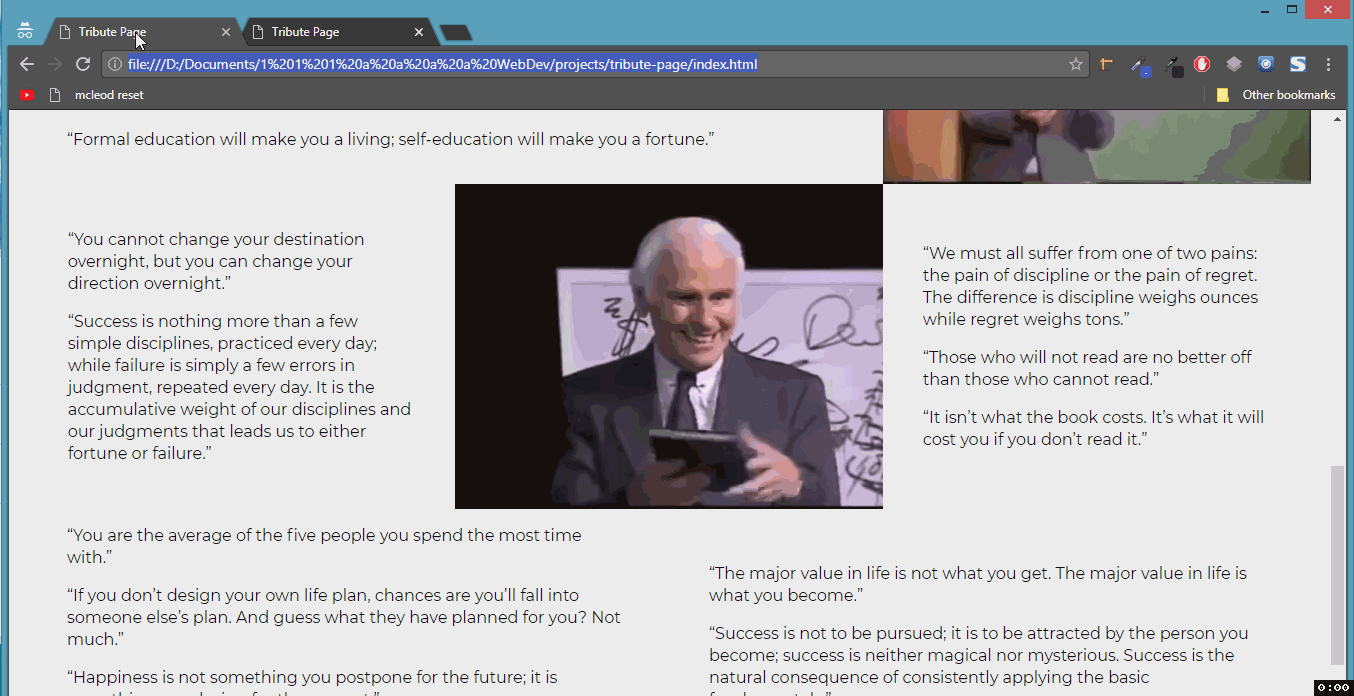 Tribute Page
Tribute Page
file:///D:/Documents/1%201%201%20a%20a%20a%20a%20WebDev/projects/tribute-page/index.html
mcleod reset
Other bookmarks
“Formal education will make you a living; self-education will make you a fortune.”
“You cannot change your destination
overnight, but you can change your
direction overnight.”
“Success is nothing more than a few
simple disciplines, practiced every day;
while failure is simply a few errors in
judgment, repeated every day. It is the
accumulative weight of our disciplines and
our judgments that leads us to either
fortune or failure.”
“We must all suffer from one of two pains:
the pain of discipline or the pain of regret.
The difference is discipline weighs ounces
while regret weighs tons.”
“Those who will not read are no better off
than those who cannot read.”
“It isn’t what the book costs. It’s what it will
cost you if you don’t read it.”
“You are the average of the five people you spend the most time
with.”
“If you don’t design your own life plan, chances are you’ll fall into
someone else’s plan. And guess what they have planned for you? Not
much.”
“Happiness is not something you postpone for the future; it is
“The major value in life is not what you get. The major value in life is
what you become.”
“Success is not to be pursued; it is to be attracted by the person you
become; success is neither magical nor mysterious. Success is the
natural consequence of consistently applying the basic
0:00